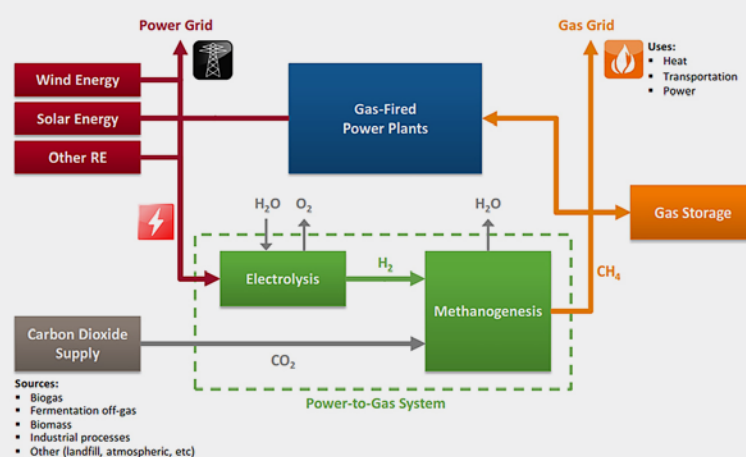 Power Grid
Gas Grid
Uses:
▪ Heat
▪ Transportation
▪ Power
Wind Energy
Solar Energy
Other RE
Gas-Fired
Power Plants
Gas Storage
H₂O
O₂
H₂O
Electrolysis
H₂
Methanogenesis
CH₄
Carbon Dioxide
Supply
CO₂
Power-to-Gas System
Sources:
▪ Biogas
▪ Fermentation off-gas
▪ Biomass
▪ Industrial processes
▪ Other (landfill, atmospheric, etc)